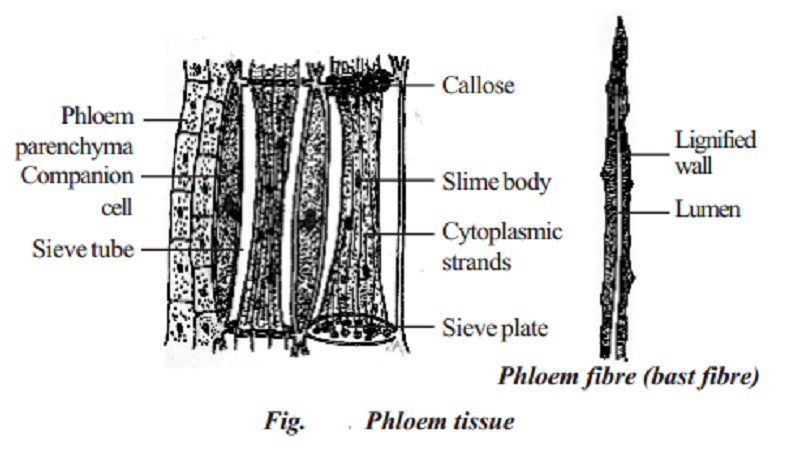 Phloem
parenchyma
Companion
cell
Sieve tube
Callose
Slime body
Cytoplasmic
strands
Sieve plate
Lignified
wall
Lumen
Phloem fibre (bast fibre)
Fig. . Phloem tissue